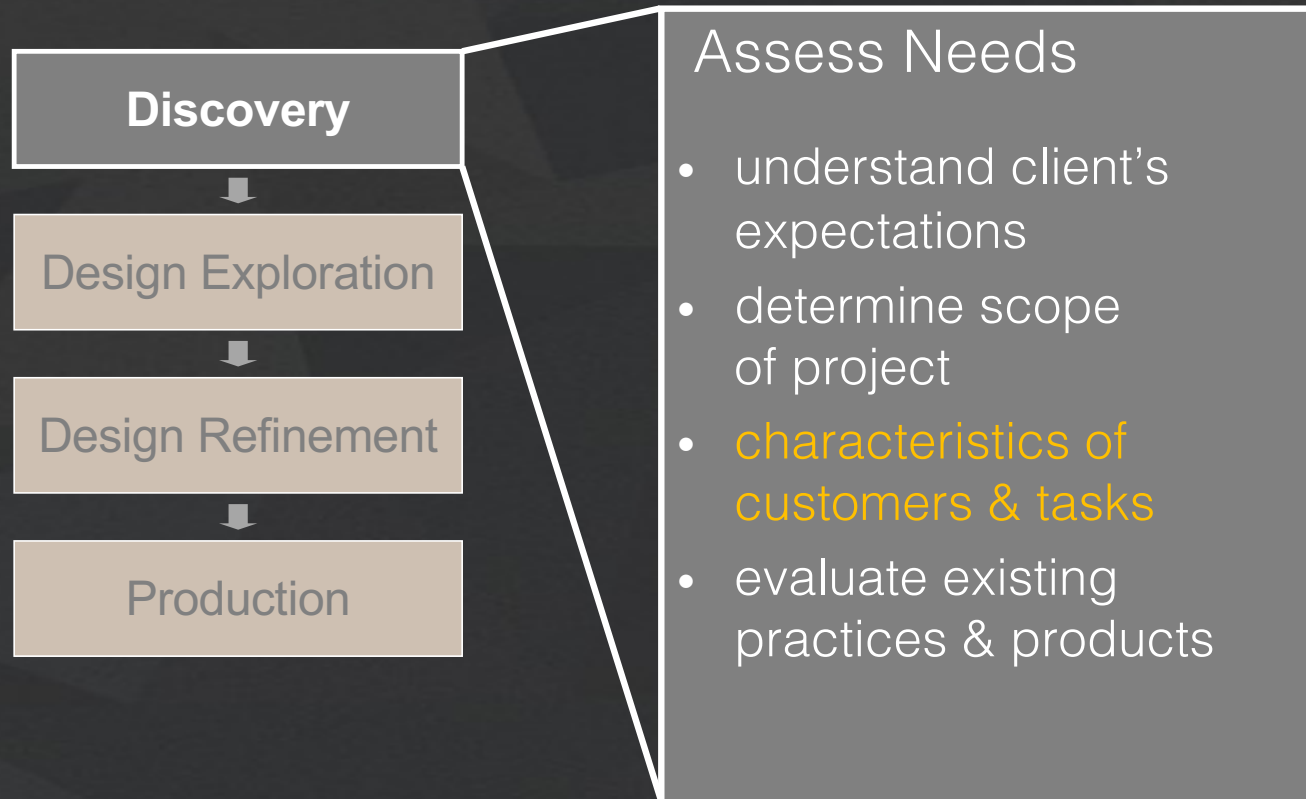 Discovery
Design Exploration
Design Refinement
Production
Assess Needs
• understand client’s
expectations
• determine scope
of project
• characteristics of
customers & tasks
• evaluate existing
practices & products